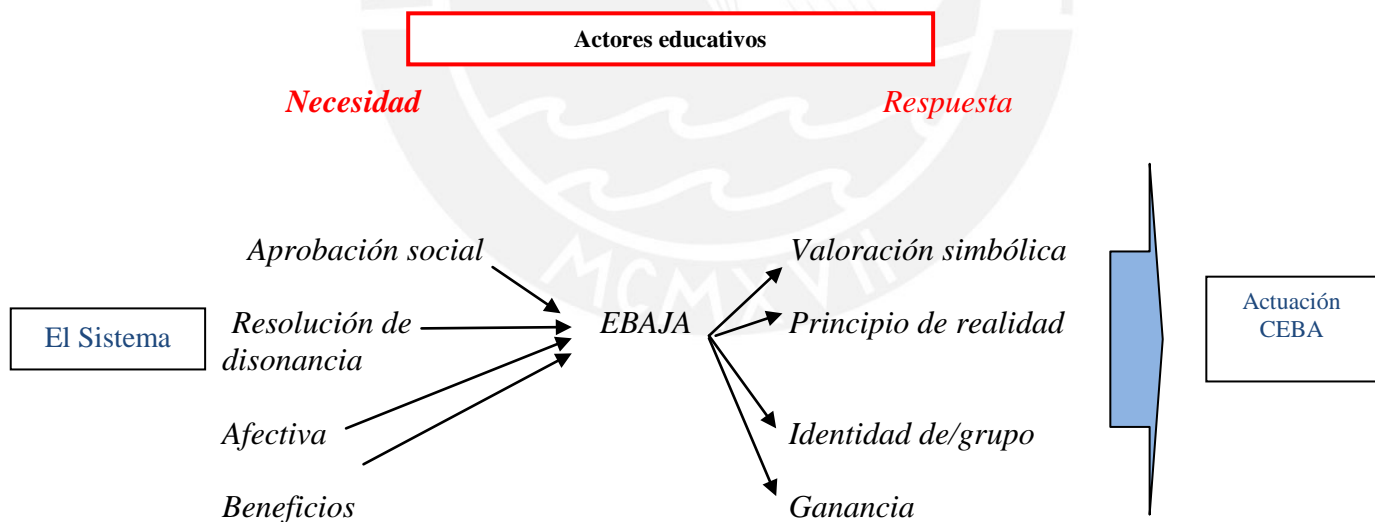 Actores educativos
Necesidad
Respuesta
Aprobación social
Valoración simbólica
El Sistema
Resolución de
disonancia
EBAJA
Principio de realidad
Actuación
CEBA
Afectiva
Identidad de/grupo
Beneficios
Ganancia
MCMXVII